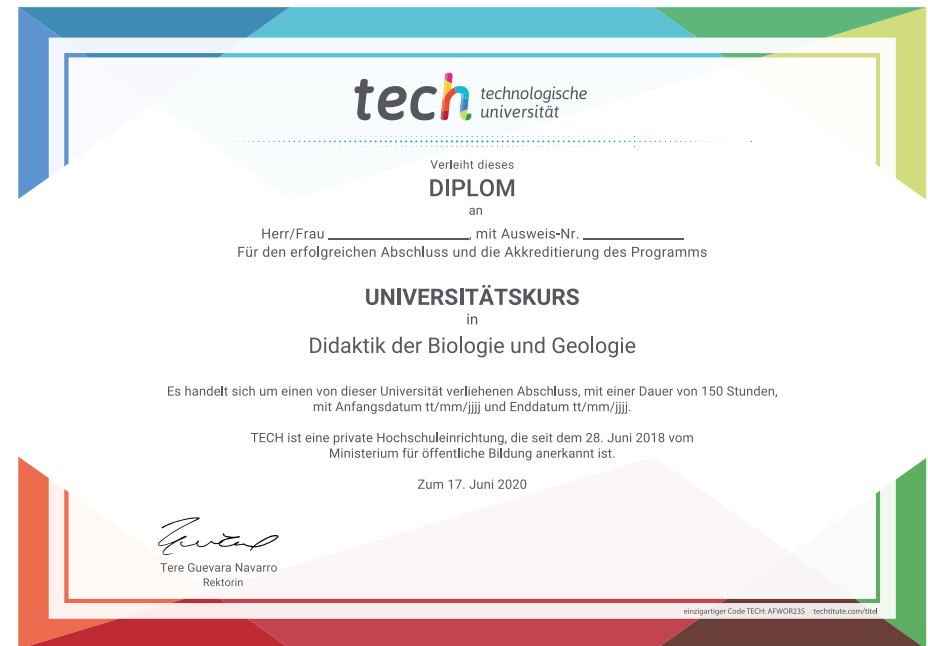 tech technologische
universität
Verleiht dieses
DIPLOM
an
Herr/Frau ________________, mit Ausweis-Nr. ____________
Für den erfolgreichen Abschluss und die Akkreditierung des Programms
UNIVERSITÄTSKURS
in
Didaktik der Biologie und Geologie
Es handelt sich um einen von dieser Universität verliehenen Abschluss, mit einer Dauer von 150 Stunden,
mit Anfangsdatum tt/mm/jjjj und Enddatum tt/mm/jjjj.
TECH ist eine private Hochschuleinrichtung, die seit dem 28. Juni 2018 vom
Ministerium für öffentliche Bildung anerkannt ist.
Zum 17. Juni 2020
Tere Guevara Navarro
Rektorin
einzigartiger Code TECH: AFWOR23S techtitute.com/titel